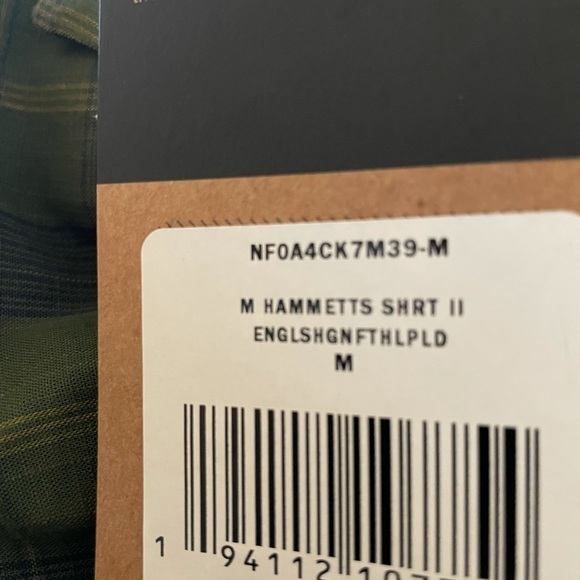 NF0A4CK7M39-M
M HAMMETTS SHRT II
ENGLSHGNFTHLPLD
M
1 94112